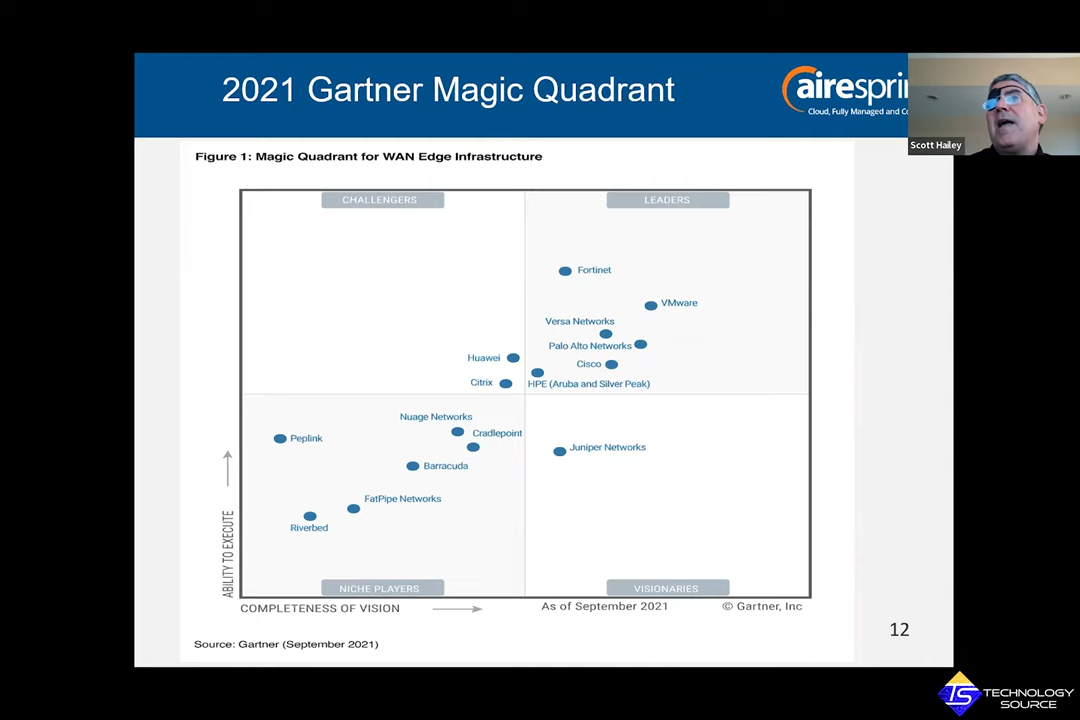 2021 Gartner Magic Quadrant
airesprin
Cloud, Fully Managed and Co
Scott Hailey
Figure 1: Magic Quadrant for WAN Edge Infrastructure
CHALLENGERS
LEADERS
Fortinet
VMware
Versa Networks
Palo Alto Networks
Huawei
Cisco
Citrix
HPE (Aruba and Silver Peak)
Nuage Networks
Peplink
Cradlepoint
Juniper Networks
Barracuda
FatPipe Networks
Riverbed
ABILITY TO EXECUTE
NICHE PLAYERS
VISIONARIES
COMPLETENESS OF VISION
As of September 2021
© Gartner, Inc
12
Source: Gartner (September 2021)
TS
TECHNOLOGY
SOURCE